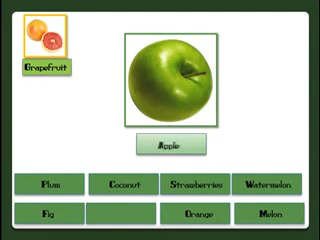 Grapefruit
Apple
Plum Coconut Strawberries Watermelon
Fig Orange Melon